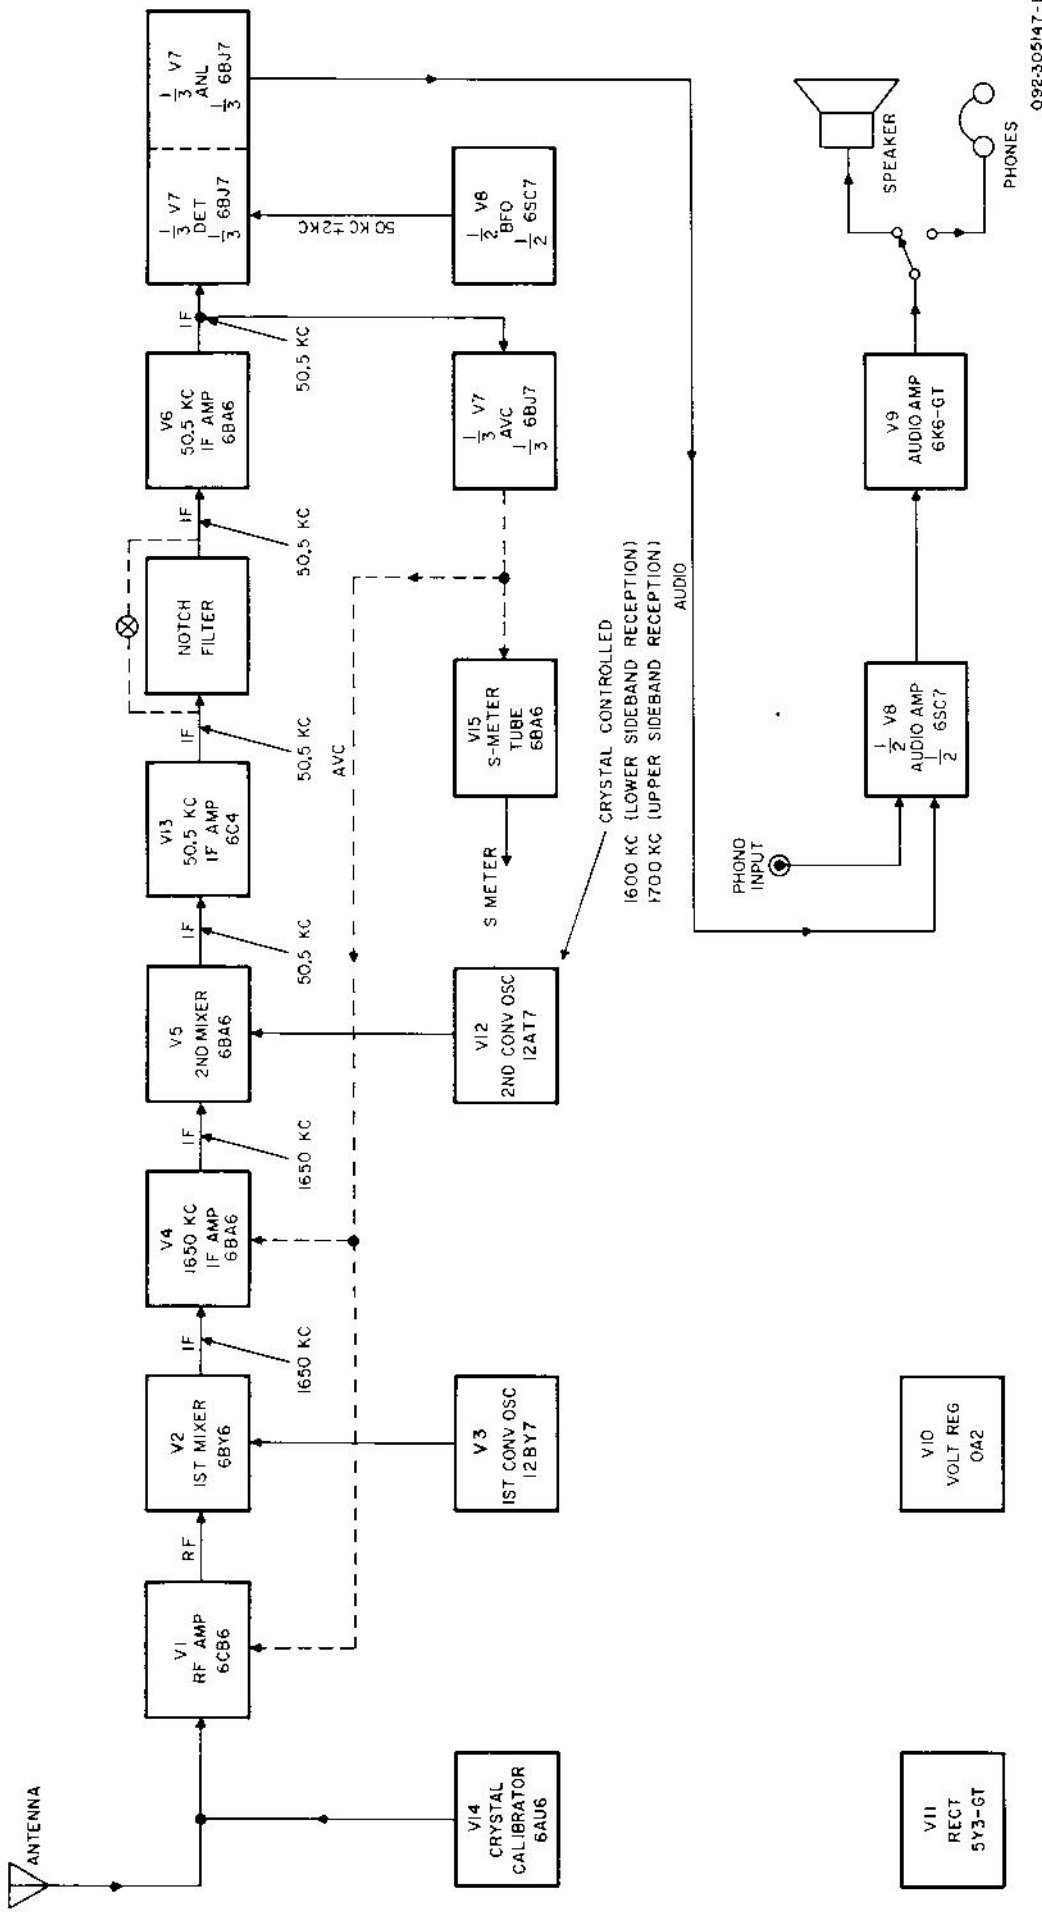 ANTENNA
V1
RF AMP
6CB6
RF
V2
1ST MIXER
6BY6
IF
1650 KC
V4
1650 KC
IF AMP
6BA6
IF
1650 KC
V5
2ND MIXER
6BA6
IF
50.5 KC
V13
50.5 KC
IF AMP
6C4
IF
50.5 KC
NOTCH
FILTER
IF
50.5 KC
V6
50.5 KC
IF AMP
6BA6
IF
50.5 KC
1/3 V7
DET
1/3 6BJ7
1/3 V7
ANL
1/3 6BJ7
AVC
50 KC ±2KC
V14
CRYSTAL
CALIBRATOR
6AU6
V3
1ST CONV OSC
12BY7
V12
2ND CONV OSC
12AT7
S METER
V15
S-METER
TUBE
6BA6
1/3 V7
AVC
1/3 6BJ7
1/2 V8
BFO
1/2 6SC7
CRYSTAL CONTROLLED
1600 KC (LOWER SIDEBAND RECEPTION)
1700 KC (UPPER SIDEBAND RECEPTION)
AUDIO
PHONO
INPUT
V11
RECT
5Y3-GT
V10
VOLT REG
0A2
1/2 V8
AUDIO AMP
1/2 6SC7
V9
AUDIO AMP
6K6-GT
SPEAKER
PHONES